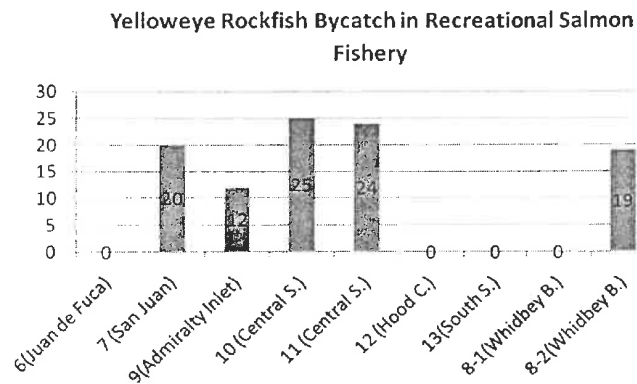 Yelloweye Rockfish Bycatch in Recreational Salmon
Fishery
30
25
20
15
10
5
0
0
20
12
25
24
0
0
0
19
6(Juan de Fuca)
7 (San Juan)
9(Admiralty Inlet)
10 (Central S.)
11 (Central S.)
12 (Hood C.)
13(South S.)
8-1(Whidbey B.)
8-2(Whidbey B.)